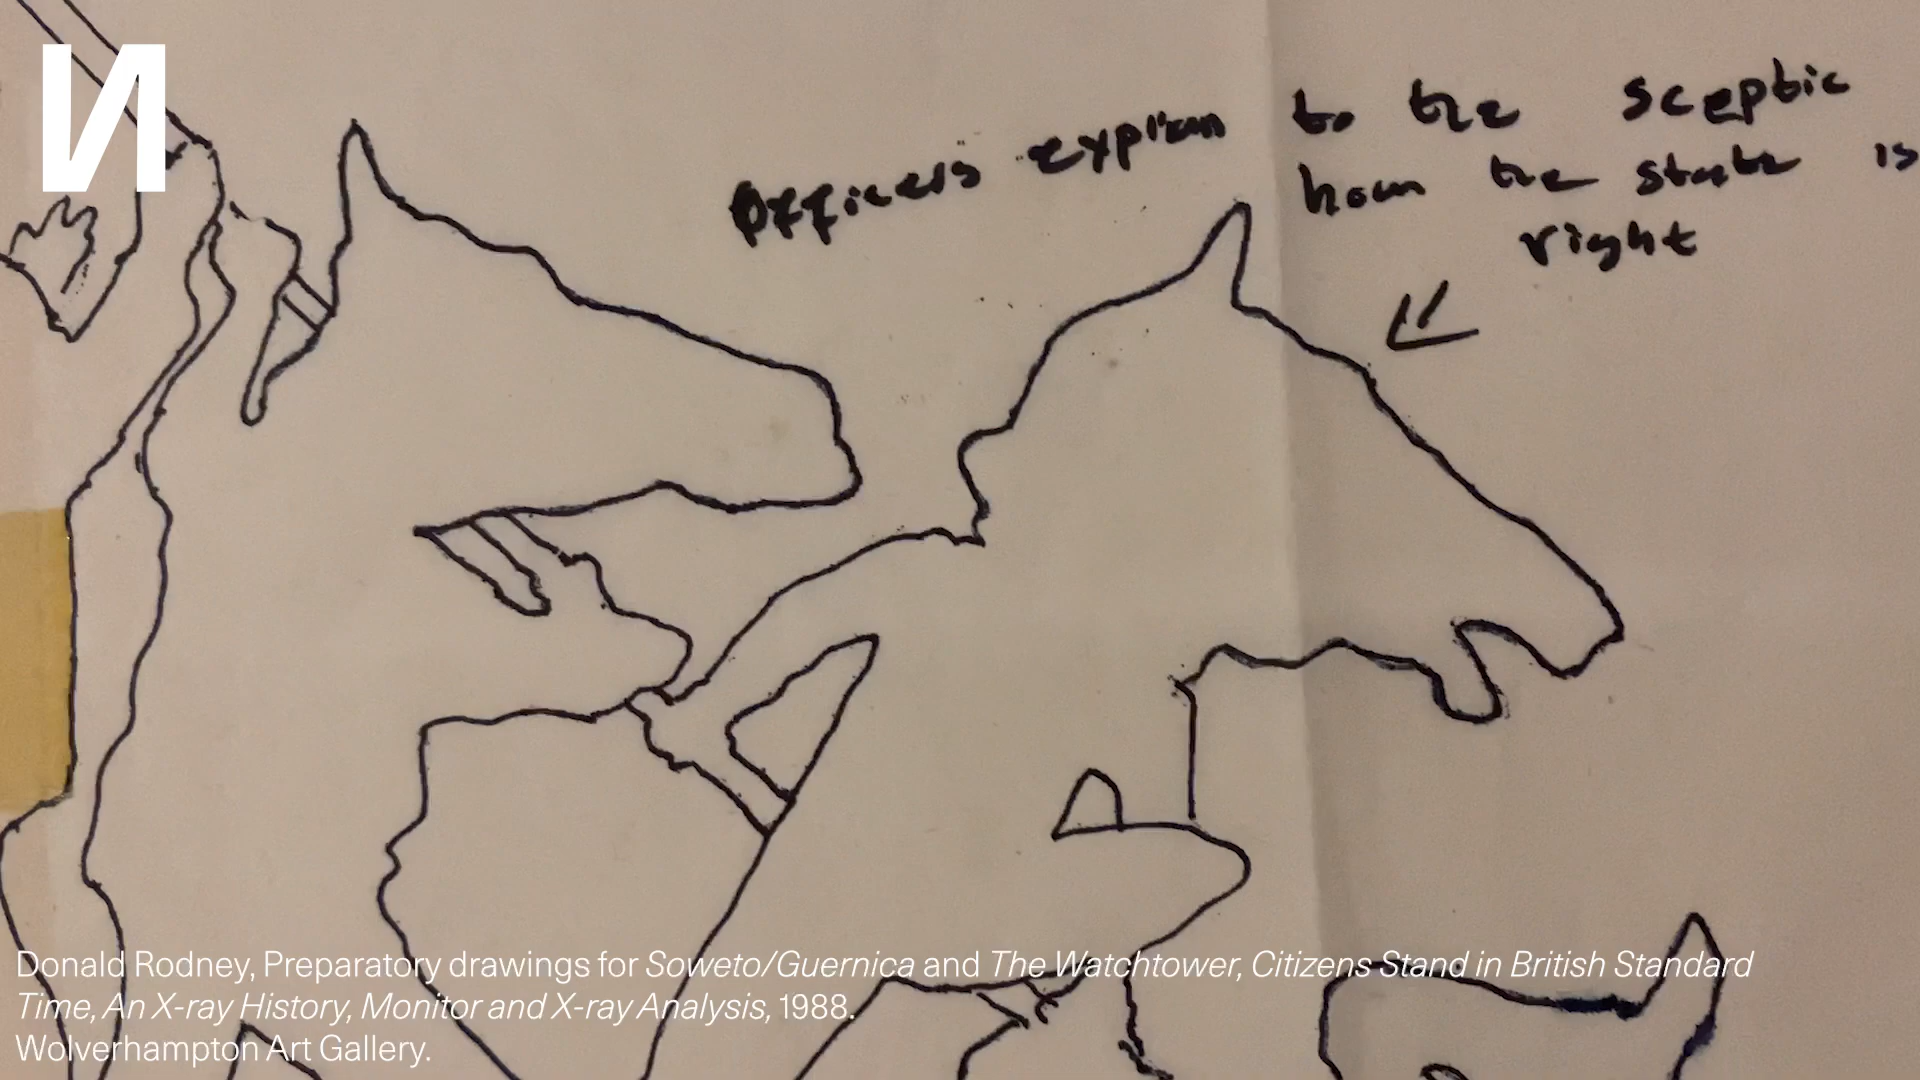 Officers explain to the sceptic
how the state is
right
Donald Rodney, Preparatory drawings for Soweto/Guernica and The Watchtower, Citizens Stand in British Standard
Time, An X-ray History, Monitor and X-ray Analysis, 1988.
Wolverhampton Art Gallery.